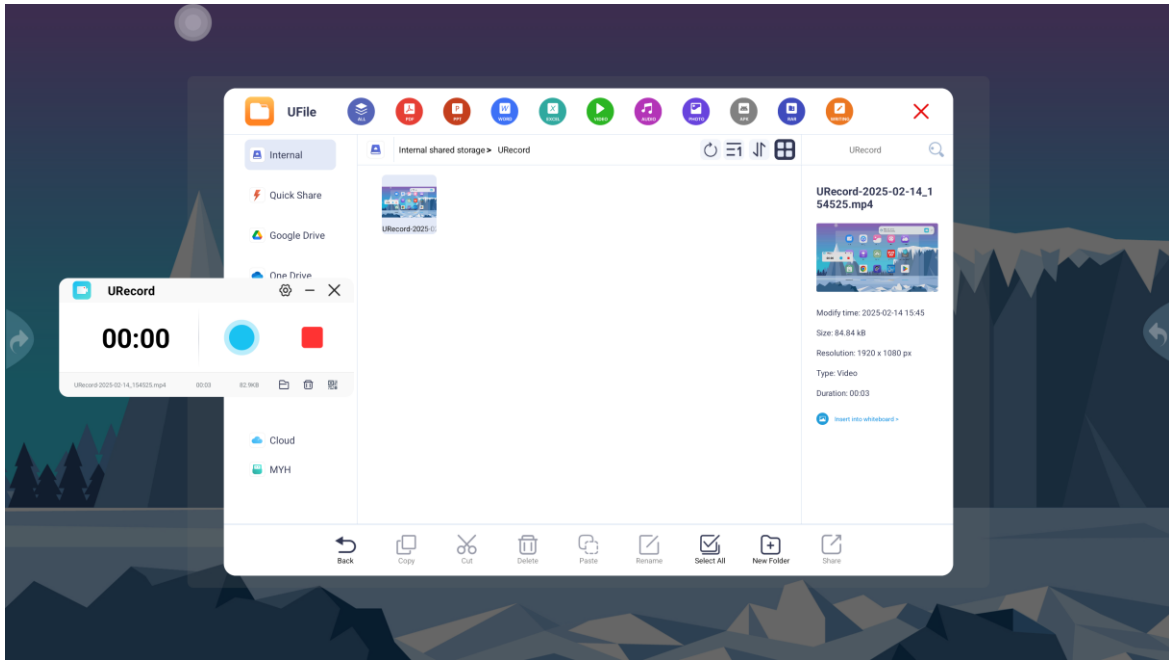 UFile
ALL
PDF
PPT
WORD
EXCEL
VIDEO
AUDIO
PHOTO
APK
RAR
WRITING
Internal
Internal shared storage > URecord
URecord
Quick Share
Google Drive
One Drive
Cloud
MYH
URecord-2025-0
URecord-2025-02-14_1
54525.mp4
Modify time: 2025-02-14 15:45
Size: 84.84 kB
Resolution: 1920 x 1080 px
Type: Video
Duration: 00:03
Insert into whiteboard >
URecord
00:00
URecord-2025-02-14_154525.mp4 00:03 82.9KB
Back
Copy
Cut
Delete
Paste
Rename
Select All
New Folder
Share